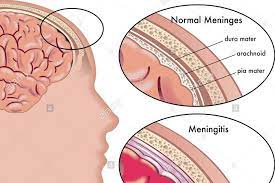 Normal Meninges
dura mater
arachnoid
pia mater
Meningitis